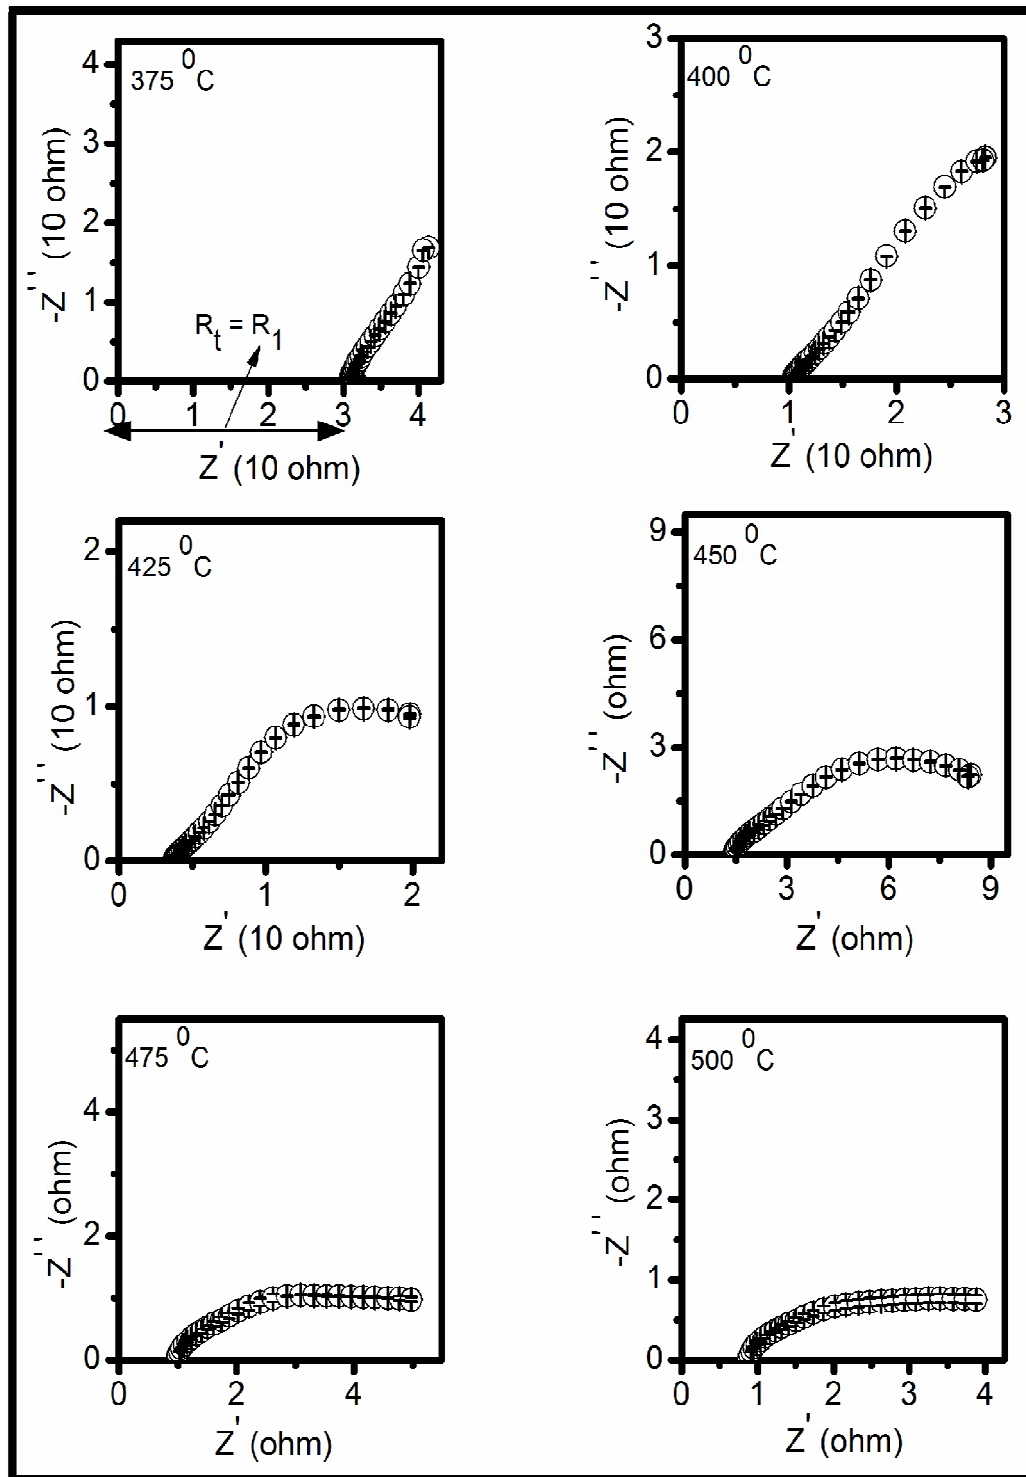 375 ⁰C
4
3
2
1
0
-Z'' (10 ohm)
Rt = R1
0 1 2 3 4
Z' (10 ohm)
400 ⁰C
3
2
1
0
-Z'' (10 ohm)
0 1 2 3
Z' (10 ohm)
425 ⁰C
2
1
0
-Z'' (10 ohm)
0 1 2
Z' (10 ohm)
450 ⁰C
9
6
3
0
-Z'' (ohm)
0 3 6 9
Z' (ohm)
475 ⁰C
4
2
0
-Z'' (ohm)
0 2 4
Z' (ohm)
500 ⁰C
4
3
2
1
0
-Z'' (ohm)
0 1 2 3 4
Z' (ohm)